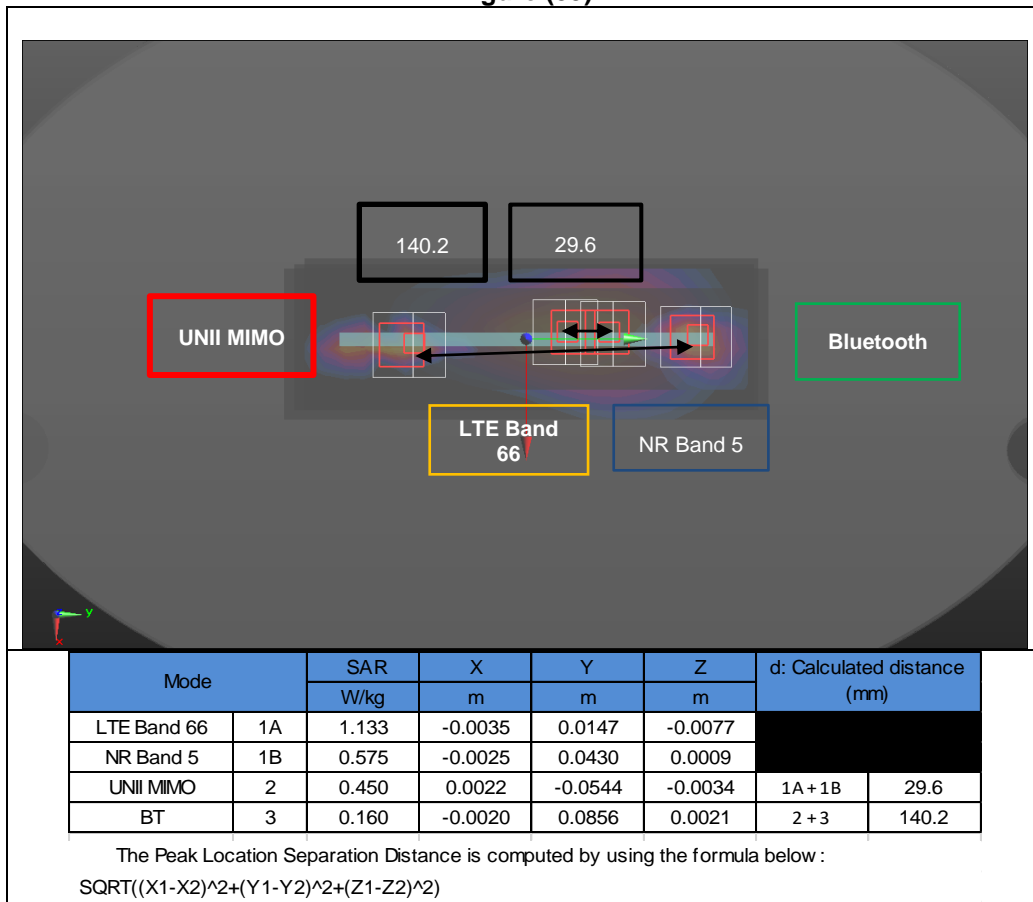 140.2
29.6
UNII MIMO
Bluetooth
LTE Band
66
NR Band 5
y
x
Mode SAR X Y Z d: Calculated distance
W/kg m m m (mm)
LTE Band 66 1A 1.133 -0.0035 0.0147 -0.0077
NR Band 5 1B 0.575 -0.0025 0.0430 0.0009
UNII MIMO 2 0.450 0.0022 -0.0544 -0.0034 1A + 1B 29.6
BT 3 0.160 -0.0020 0.0856 0.0021 2 + 3 140.2
The Peak Location Separation Distance is computed by using the formula below :
SQRT((X1-X2)^2+(Y1-Y2)^2+(Z1-Z2)^2)